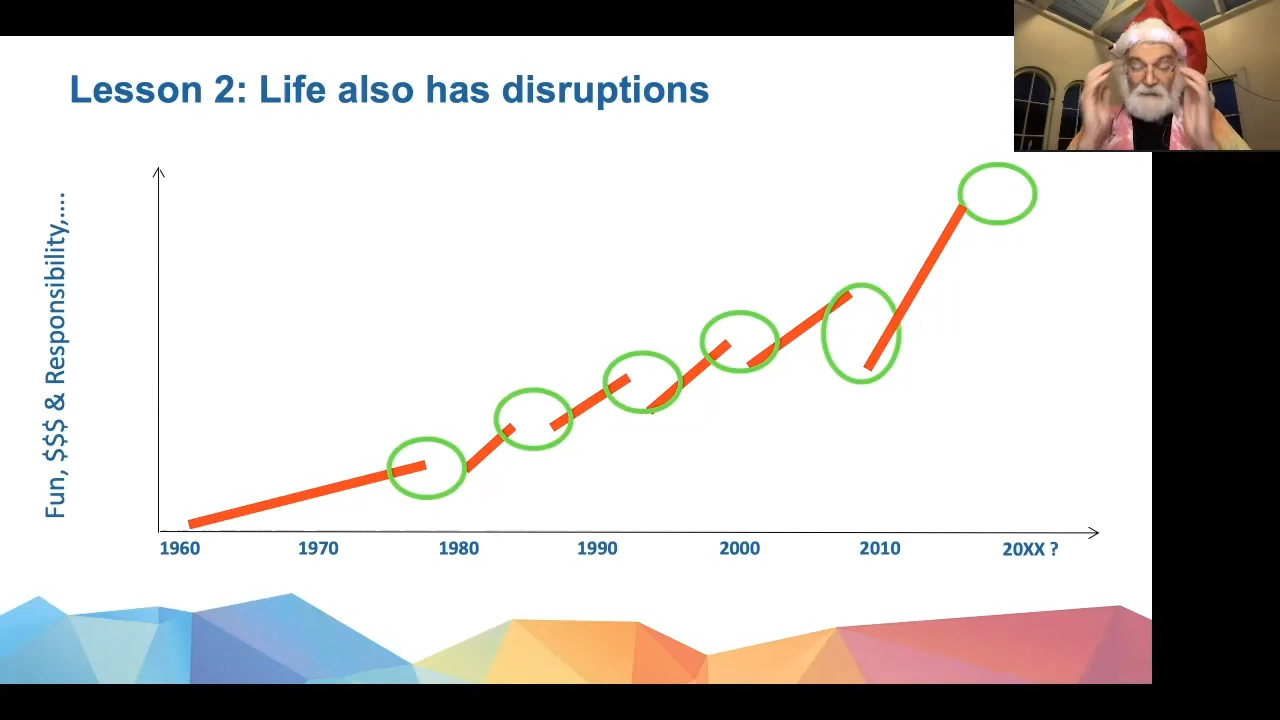 Lesson 2: Life also has disruptions
Fun, $$$ & Responsibility,....
1960 1970 1980 1990 2000 2010 20XX ?